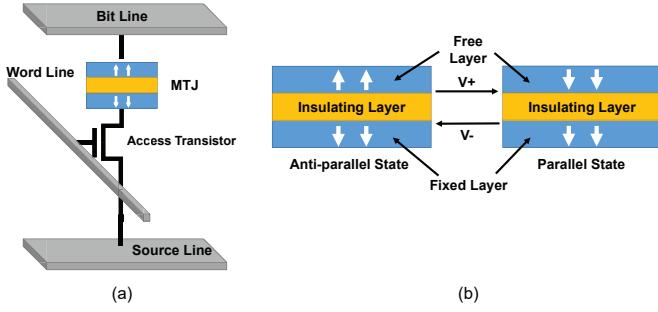 Bit Line
Word Line
MTJ
Access Transistor
Source Line
(a)
Free
Layer
V+
Insulating Layer
Insulating Layer
V-
Anti-parallel State
Parallel State
Fixed Layer
(b)